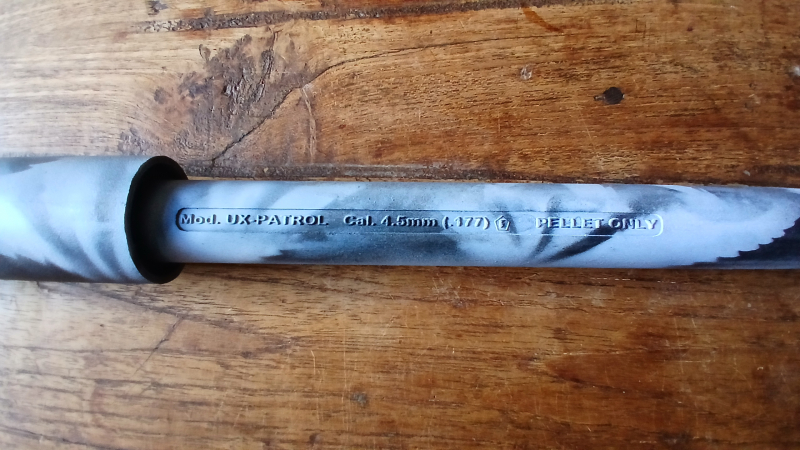 Mod. UX-PATROL Cal. 4.5mm (.177) PELLET ONLY